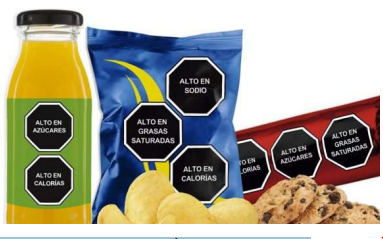 ALTO EN
AZÚCARES
ALTO EN
CALORÍAS
ALTO EN
SODIO
ALTO EN
GRASAS
SATURADAS
ALTO EN
CALORÍAS
EN
ALTO EN
AZÚCARES
ALTO EN
GRASAS
SATURADAS